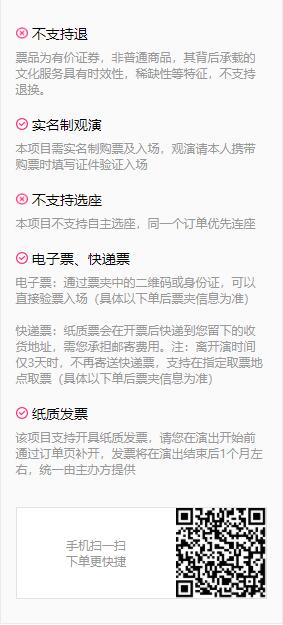 不支持退
票品为有价证券，非普通商品，其背后承载的
文化服务具有时效性，稀缺性等特征，不支持
退换。
实名制观演
本项目需实名制购票及入场，观演请本人携带
购票时填写证件验证入场
不支持选座
本项目不支持自主选座，同一个订单优先连座
电子票、快递票
电子票：通过票夹中的二维码或身份证，可以
直接验票入场（具体以下单后票夹信息为准）
快递票：纸质票会在开票后快递到您留下的收
货地址，需您承担邮寄费用。注：离开演时间
仅3天时，不再寄送快递票，支持在指定取票地
点取票（具体以下单后票夹信息为准）
纸质发票
该项目支持开具纸质发票，请您在演出开始前
通过订单页补开，发票将在演出结束后1个月左
右，统一由主办方提供
手机扫一扫
下单更快捷